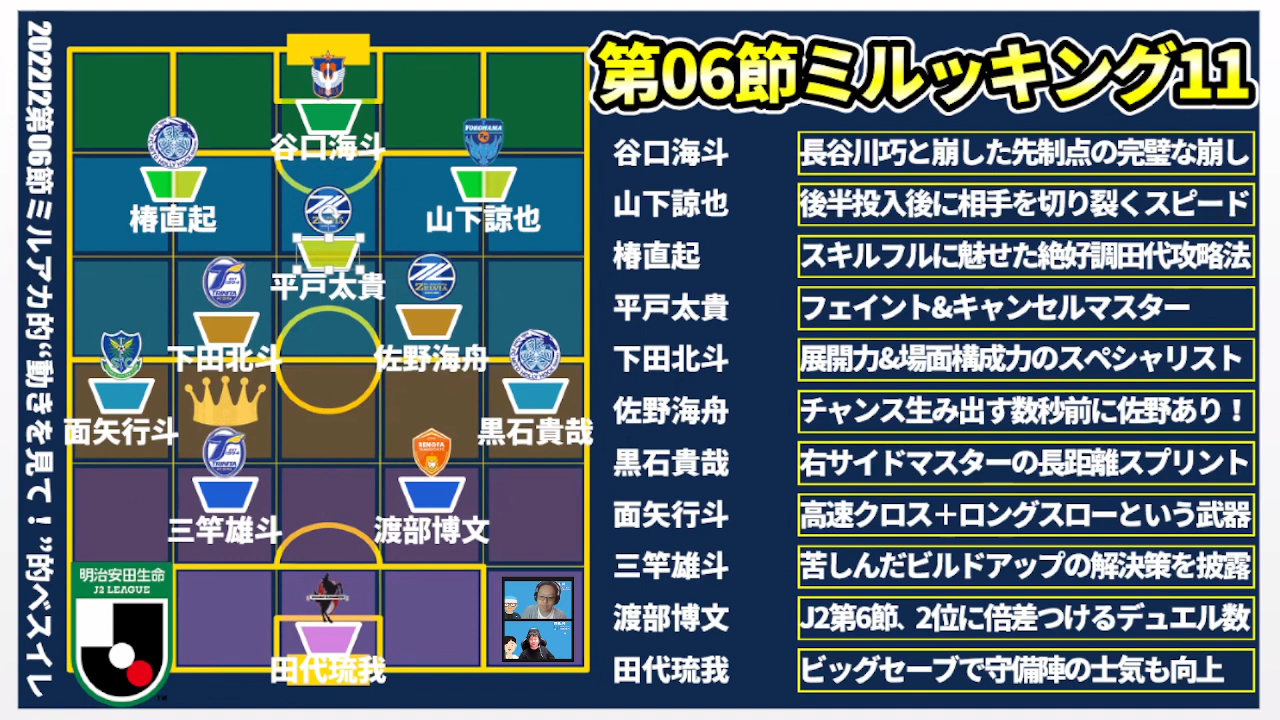 2022J2第06節ミルアカ的“動きを見て！”的ベスイレ
第06節ミルッキング11
谷口海斗
YOKOHAMA
椿直起
山下諒也
平戸太貴
ZELVIA
下田北斗
TRINITA
佐野海舟
ZELVIA
面矢行斗
黒石貴哉
三竿雄斗
TRINITA
渡部博文
RENOFA
田代琉我
明治安田生命
J2 LEAGUE
TM
谷口海斗 長谷川巧と崩した先制点の完璧な崩し
山下諒也 後半投入後に相手を切り裂くスピード
椿直起 スキルフルに魅せた絶好調田代攻略法
平戸太貴 フェイント&キャンセルマスター
下田北斗 展開力&場面構成力のスペシャリスト
佐野海舟 チャンス生み出す数秒前に佐野あり！
黒石貴哉 右サイドマスターの長距離スプリント
面矢行斗 高速クロス＋ロングスローという武器
三竿雄斗 苦しんだビルドアップの解決策を披露
渡部博文 J2第6節、2位に倍差つけるデュエル数
田代琉我 ビッグセーブで守備陣の士気も向上